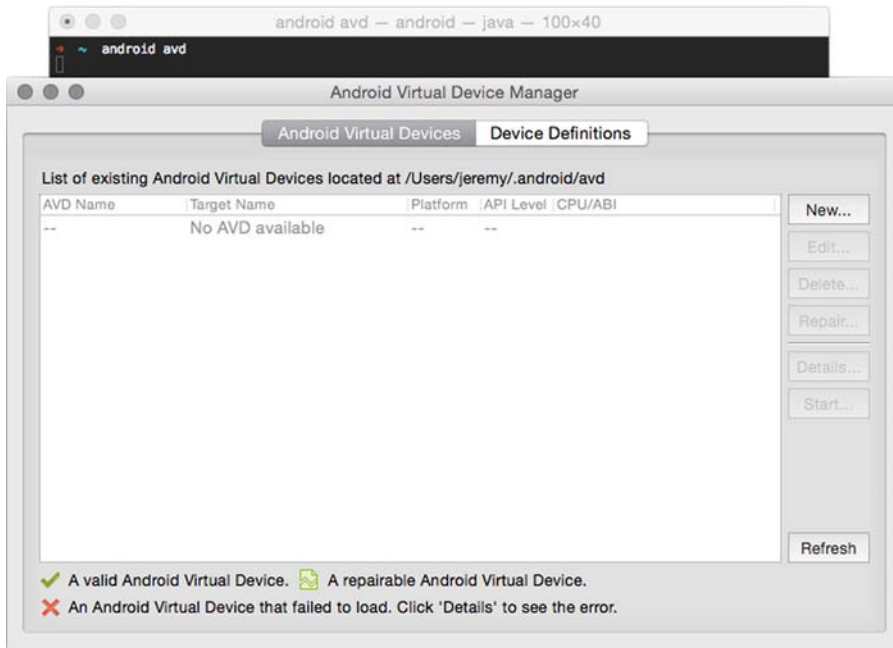 android avd — android — java — 100×40
➜ ~ android avd
Android Virtual Device Manager
Android Virtual Devices Device Definitions
List of existing Android Virtual Devices located at /Users/jeremy/.android/avd
AVD Name Target Name Platform API Level CPU/ABI
-- No AVD available -- --
New...
Edit...
Delete...
Repair...
Details...
Start...
Refresh
A valid Android Virtual Device. A repairable Android Virtual Device.
An Android Virtual Device that failed to load. Click 'Details' to see the error.